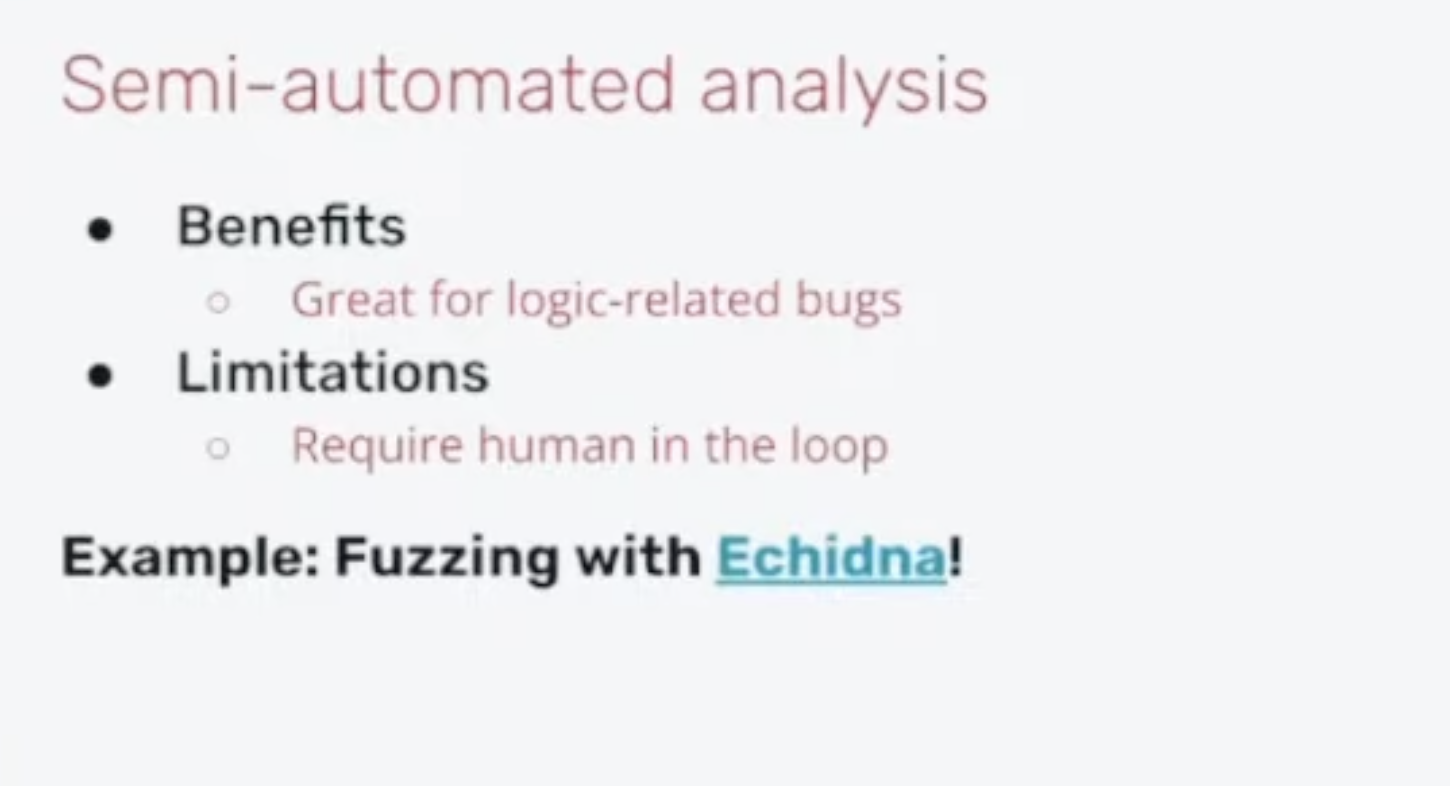 Semi-automated analysis
● Benefits
○ Great for logic-related bugs
● Limitations
○ Require human in the loop
Example: Fuzzing with Echidna!